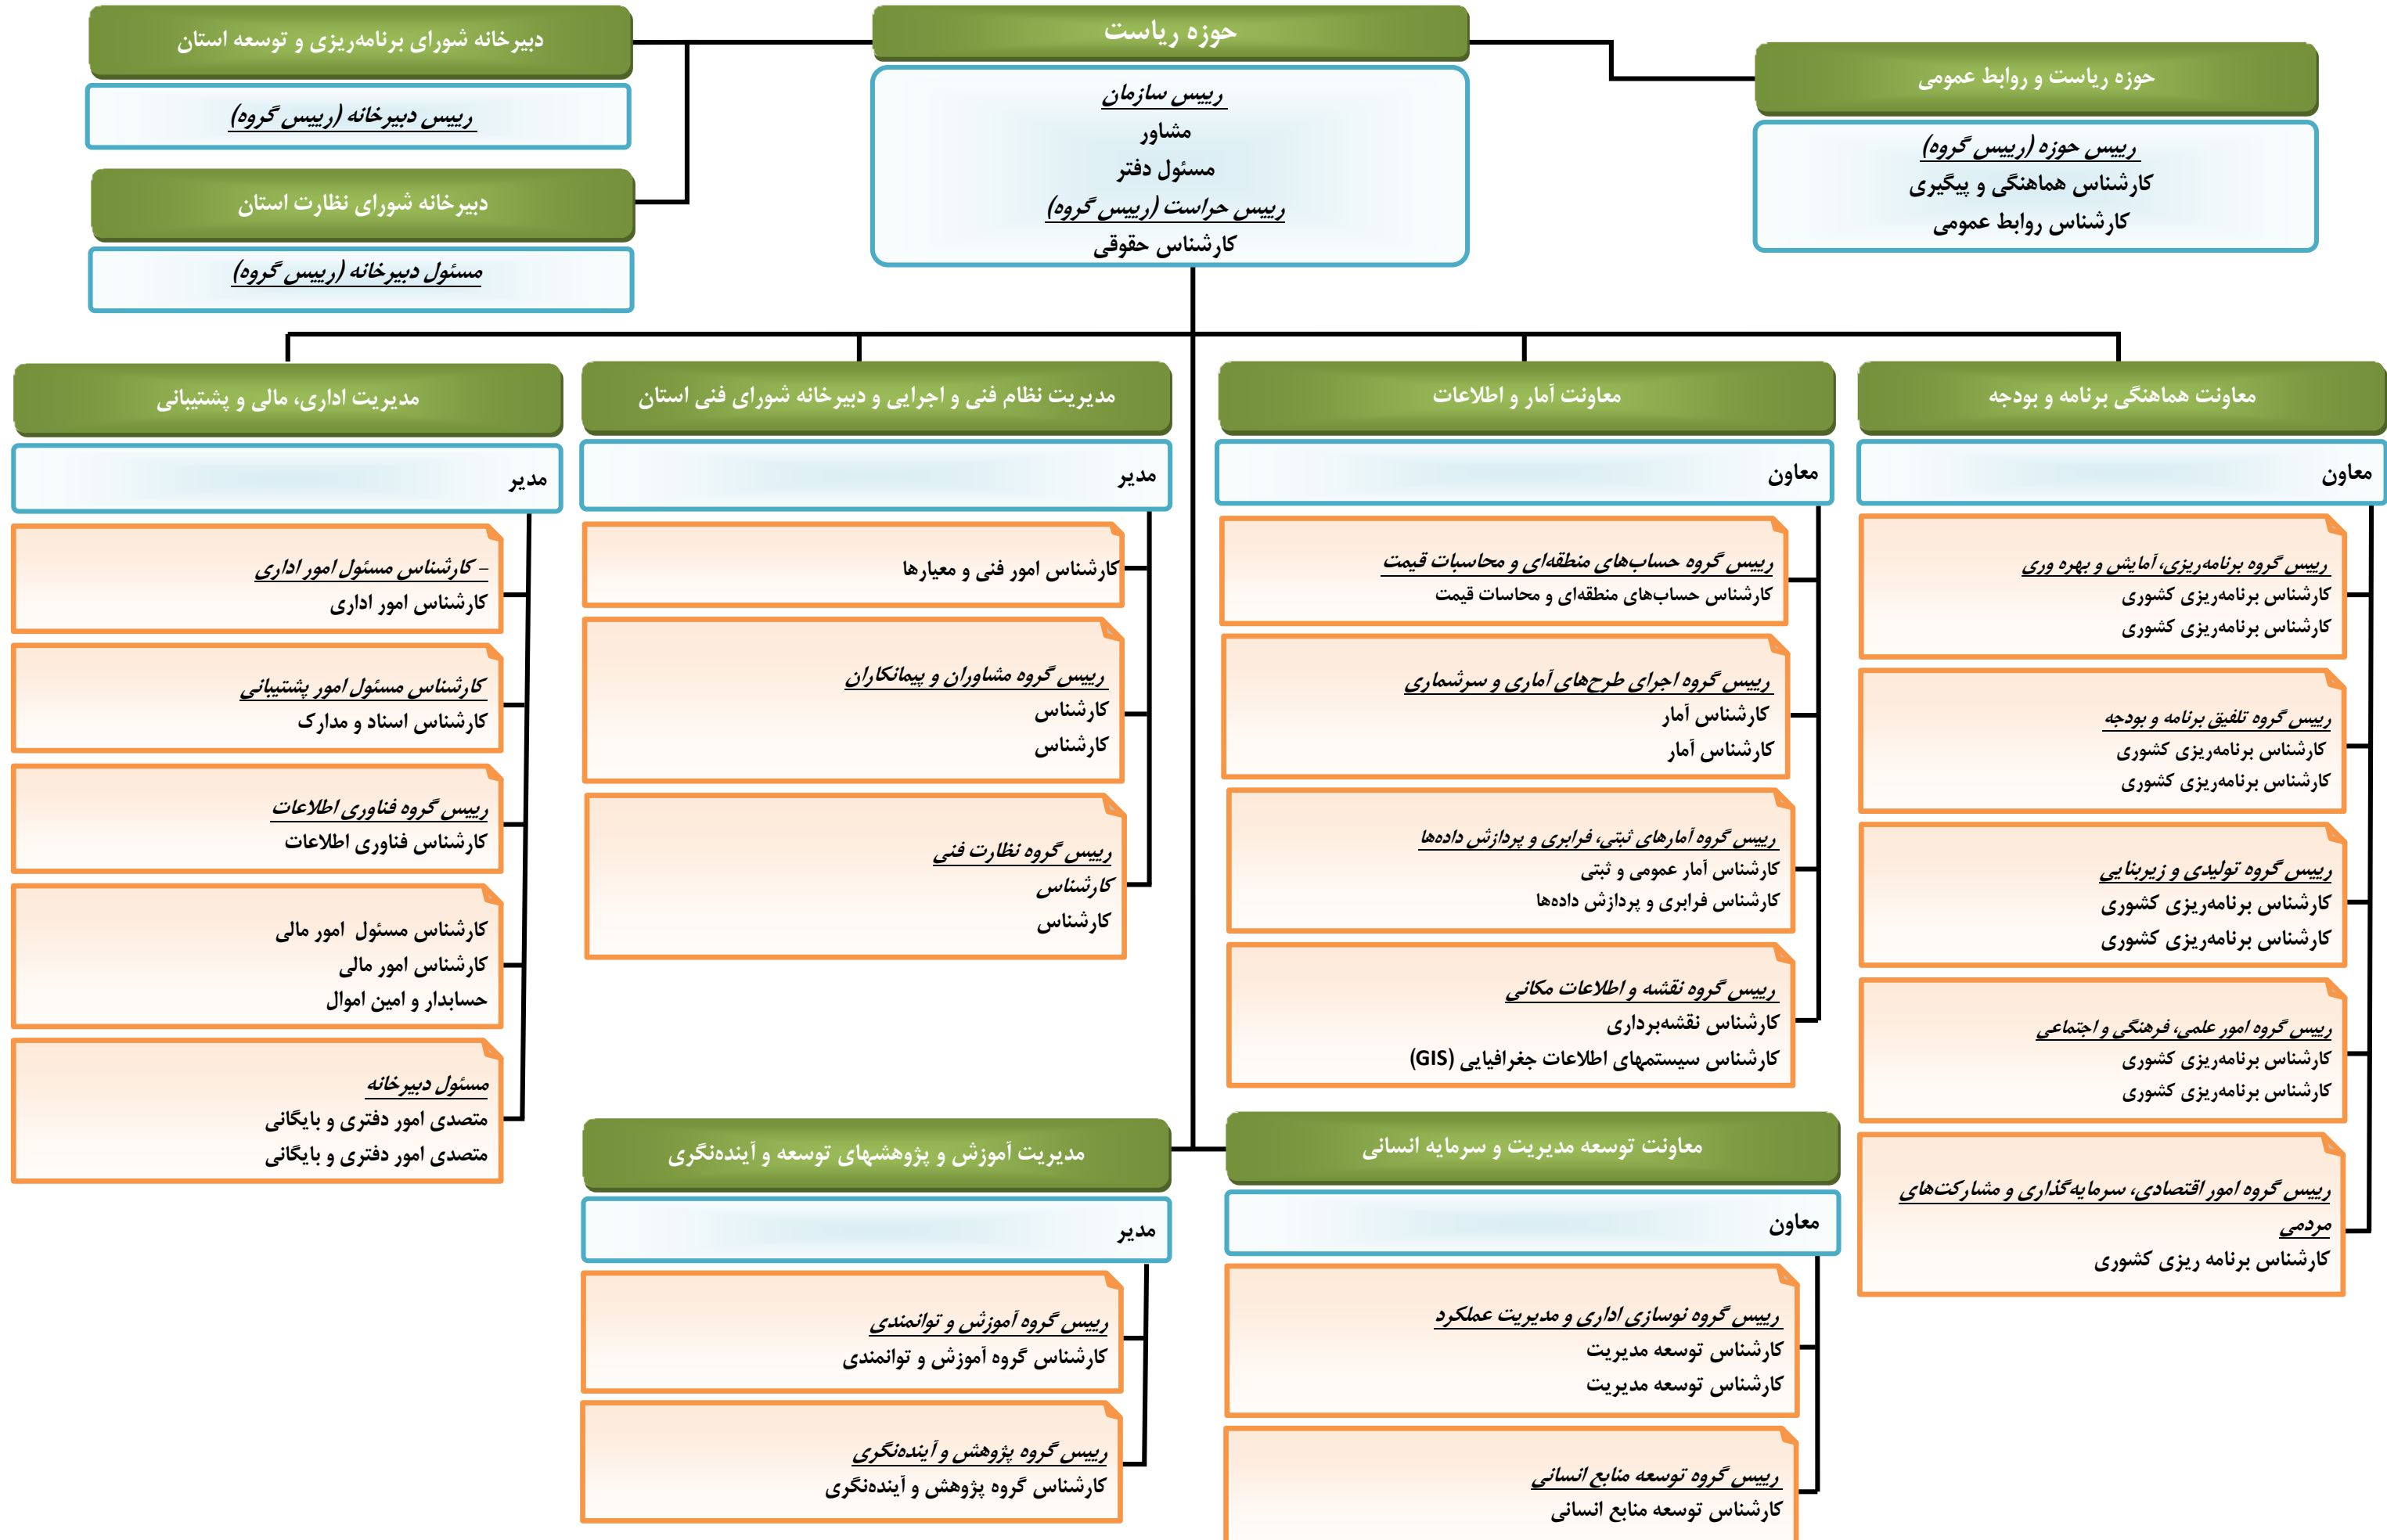 حوزه ریاست
رییس سازمان
مشاور
مسئول دفتر
رییس حراست (رییس گروه)
کارشناس حقوقی
حوزه ریاست و روابط عمومی
رییس حوزه (رییس گروه)
کارشناس هماهنگی و پیگیری
کارشناس روابط عمومی
دبیرخانه شورای برنامه‌ریزی و توسعه استان
رییس دبیرخانه (رییس گروه)
دبیرخانه شورای نظارت استان
مسئول دبیرخانه (رییس گروه)
معاونت هماهنگی برنامه و بودجه
معاون
رییس گروه برنامه‌ریزی، آمایش و بهره وری
کارشناس برنامه‌ریزی کشوری
کارشناس برنامه‌ریزی کشوری
رییس گروه تلفیق برنامه و بودجه
کارشناس برنامه‌ریزی کشوری
کارشناس برنامه‌ریزی کشوری
رییس گروه تولیدی و زیربنایی
کارشناس برنامه‌ریزی کشوری
کارشناس برنامه‌ریزی کشوری
رییس گروه امور علمی، فرهنگی و اجتماعی
کارشناس برنامه‌ریزی کشوری
کارشناس برنامه‌ریزی کشوری
رییس گروه امور اقتصادی، سرمایه‌گذاری و مشارکت‌های
مردمی
کارشناس برنامه ریزی کشوری
معاونت آمار و اطلاعات
معاون
رییس گروه حساب‌های منطقه‌ای و محاسبات قیمت
کارشناس حساب‌های منطقه‌ای و محاسات قیمت
رییس گروه اجرای طرح‌های آماری و سرشماری
کارشناس آمار
کارشناس آمار
رییس گروه آمارهای ثبتی، فرابری و پردازش داده‌ها
کارشناس آمار عمومی و ثبتی
کارشناس فرابری و پردازش داده‌ها
رییس گروه نقشه و اطلاعات مکانی
کارشناس نقشه‌برداری
کارشناس سیستمهای اطلاعات جغرافیایی (GIS)
مدیریت نظام فنی و اجرایی و دبیرخانه شورای فنی استان
مدیر
کارشناس امور فنی و معیارها
رییس گروه مشاوران و پیمانکاران
کارشناس
کارشناس
رییس گروه نظارت فنی
کارشناس
کارشناس
مدیریت اداری، مالی و پشتیبانی
مدیر
- کارشناس مسئول امور اداری
کارشناس امور اداری
کارشناس مسئول امور پشتیبانی
کارشناس اسناد و مدارک
رییس گروه فناوری اطلاعات
کارشناس فناوری اطلاعات
کارشناس مسئول امور مالی
کارشناس امور مالی
حسابدار و امین اموال
مسئول دبیرخانه
متصدی امور دفتری و بایگانی
متصدی امور دفتری و بایگانی
معاونت توسعه مدیریت و سرمایه انسانی
معاون
رییس گروه نوسازی اداری و مدیریت عملکرد
کارشناس توسعه مدیریت
کارشناس توسعه مدیریت
رییس گروه توسعه منابع انسانی
کارشناس توسعه منابع انسانی
مدیریت آموزش و پژوهشهای توسعه و آینده‌نگری
مدیر
رییس گروه آموزش و توانمندی
کارشناس گروه آموزش و توانمندی
رییس گروه پژوهش و آینده‌نگری
کارشناس گروه پژوهش و آینده‌نگری